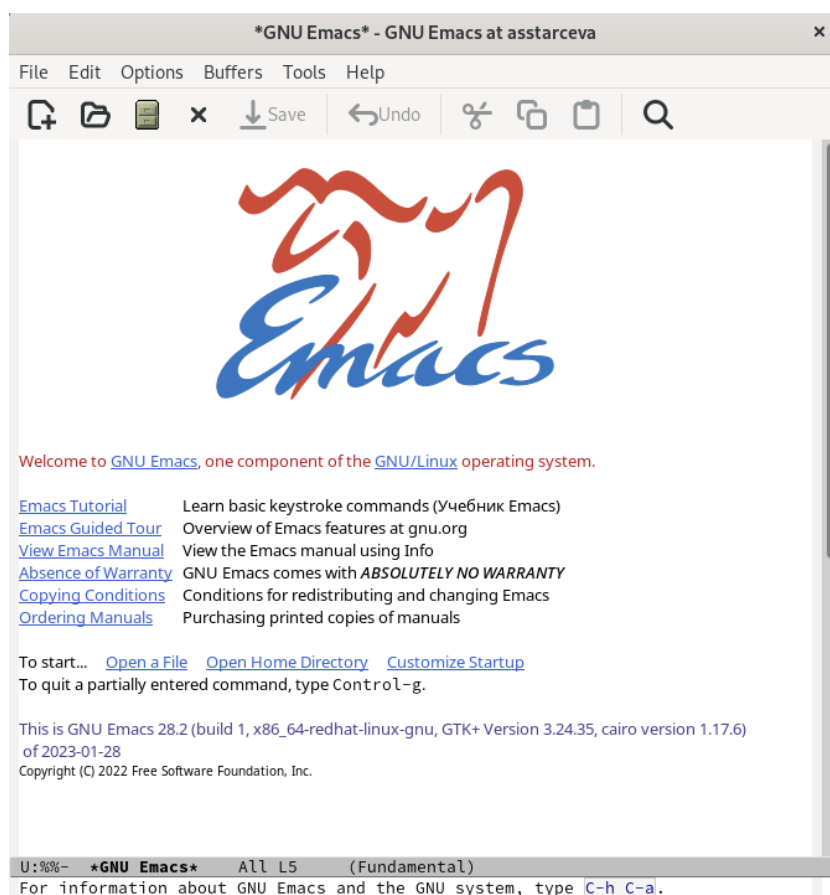 *GNU Emacs* - GNU Emacs at asstarceva ×
File Edit Options Buffers Tools Help
Save Undo
Emacs
Welcome to GNU Emacs, one component of the GNU/Linux operating system.
Emacs Tutorial Learn basic keystroke commands (Учебник Emacs)
Emacs Guided Tour Overview of Emacs features at gnu.org
View Emacs Manual View the Emacs manual using Info
Absence of Warranty GNU Emacs comes with ABSOLUTELY NO WARRANTY
Copying Conditions Conditions for redistributing and changing Emacs
Ordering Manuals Purchasing printed copies of manuals
To start... Open a File Open Home Directory Customize Startup
To quit a partially entered command, type Control-g.
This is GNU Emacs 28.2 (build 1, x86_64-redhat-linux-gnu, GTK+ Version 3.24.35, cairo version 1.17.6)
of 2023-01-28
Copyright (C) 2022 Free Software Foundation, Inc.
U:%%- *GNU Emacs* All L5 (Fundamental)
For information about GNU Emacs and the GNU system, type C-h C-a.